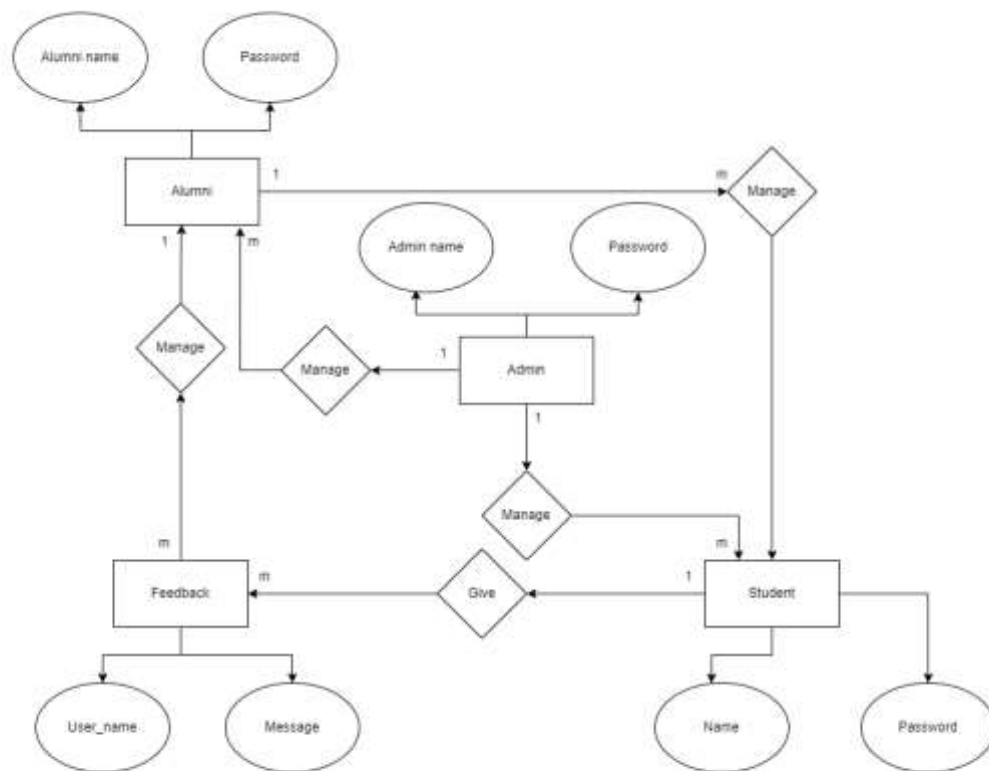 Alumni name
Password
Alumni
1
m
Manage
1
m
Admin name
Password
Manage
Manage
1
Admin
1
Manage
m
m
m
1
Feedback
Give
Student
User_name
Message
Name
Password